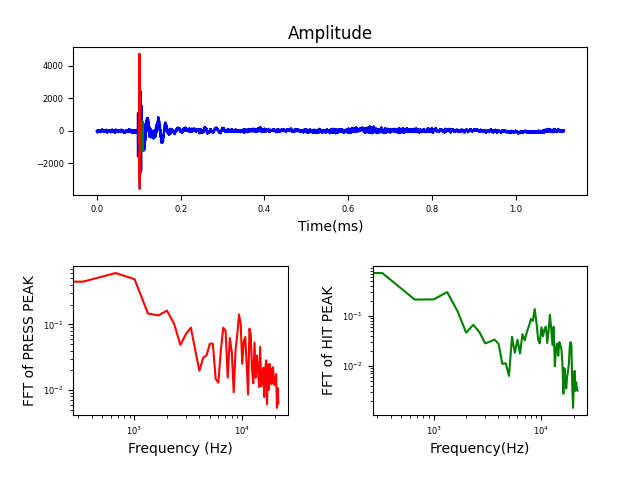 Amplitude
4000
2000
0
−2000
0.0 0.2 0.4 0.6 0.8 1.0
Time(ms)
FFT of PRESS PEAK
10⁻¹
10⁻²
10³ 10⁴
Frequency (Hz)
FFT of HIT PEAK
10⁻¹
10⁻²
10³ 10⁴
Frequency(Hz)